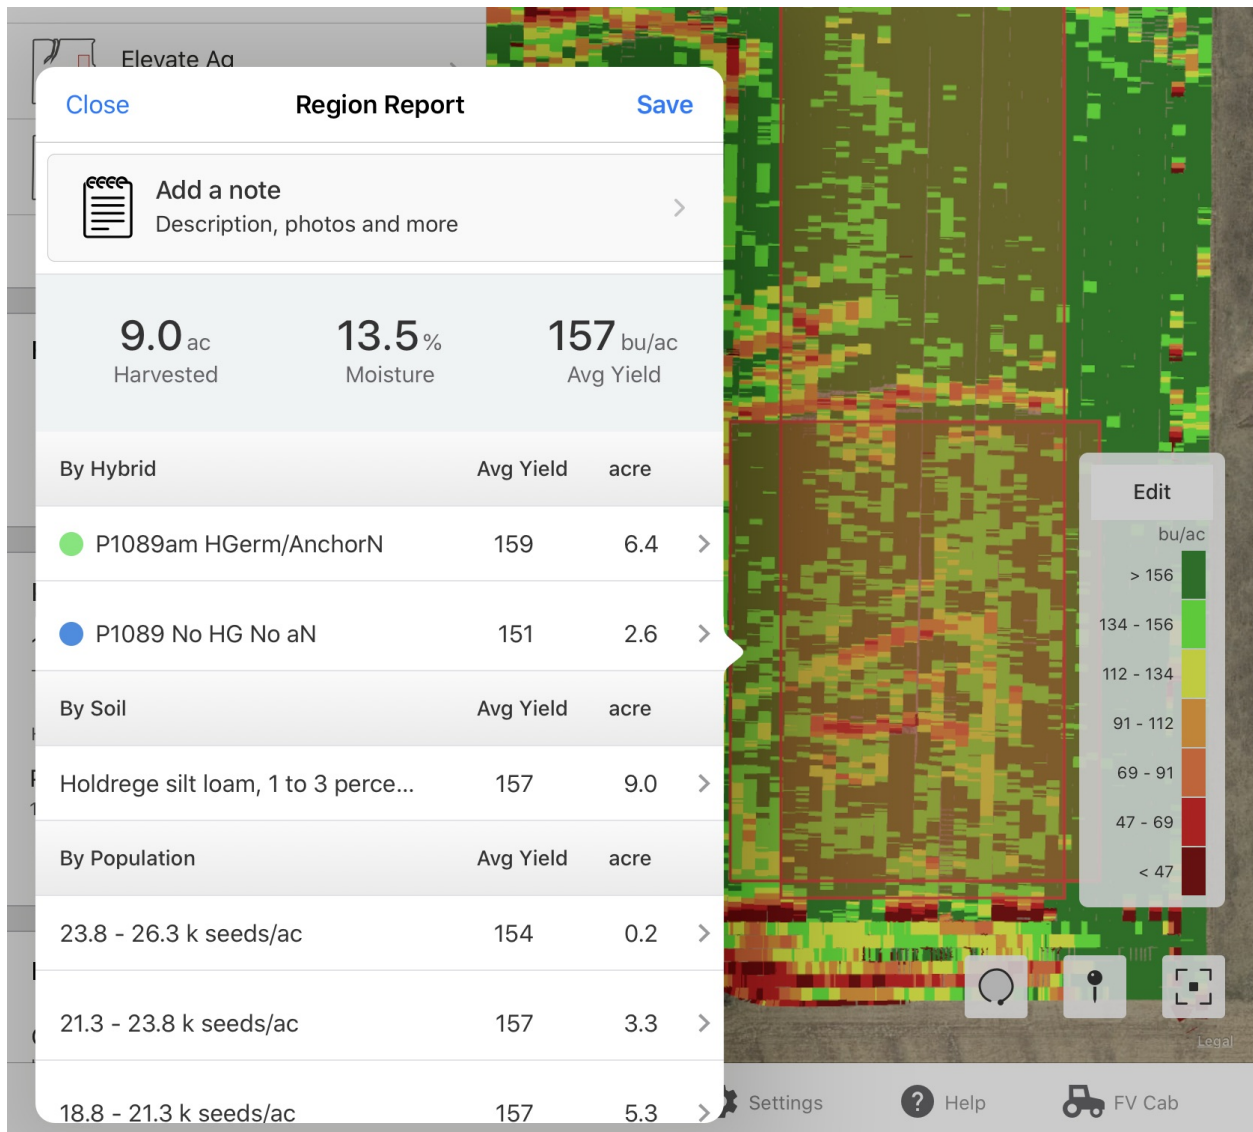 Elevate Ag
Close
Region Report
Save
Add a note
Description, photos and more
9.0 ac
Harvested
13.5 %
Moisture
157 bu/ac
Avg Yield
By Hybrid Avg Yield acre
P1089am HGerm/AnchorN 159 6.4
P1089 No HG No aN 151 2.6
By Soil Avg Yield acre
Holdrege silt loam, 1 to 3 perce... 157 9.0
By Population Avg Yield acre
23.8 - 26.3 k seeds/ac 154 0.2
21.3 - 23.8 k seeds/ac 157 3.3
18.8 - 21.3 k seeds/ac 157 5.3
Edit
bu/ac
> 156
134 - 156
112 - 134
91 - 112
69 - 91
47 - 69
< 47
Legal
Settings
Help
FV Cab